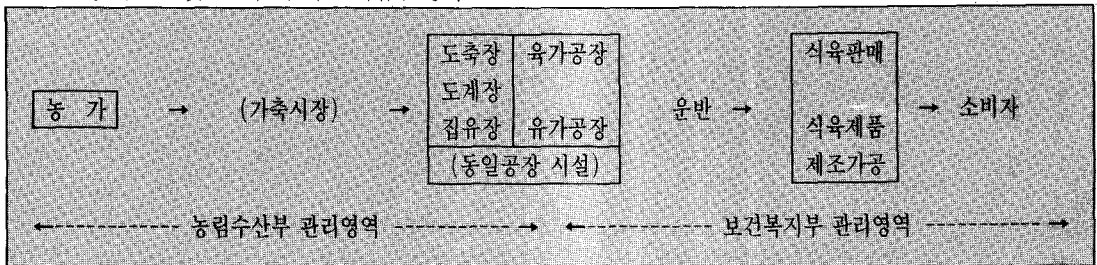 도축장 육가공장 식육판매
도계장
농 가 → (가축시장) → 운반 → → 소비자
집유장 유가공장 식육제품
(동일공장 시설) 제조가공
←------------ 농림수산부 관리영역 ------------→ ←------------ 보건복지부 관리영역 ------------→